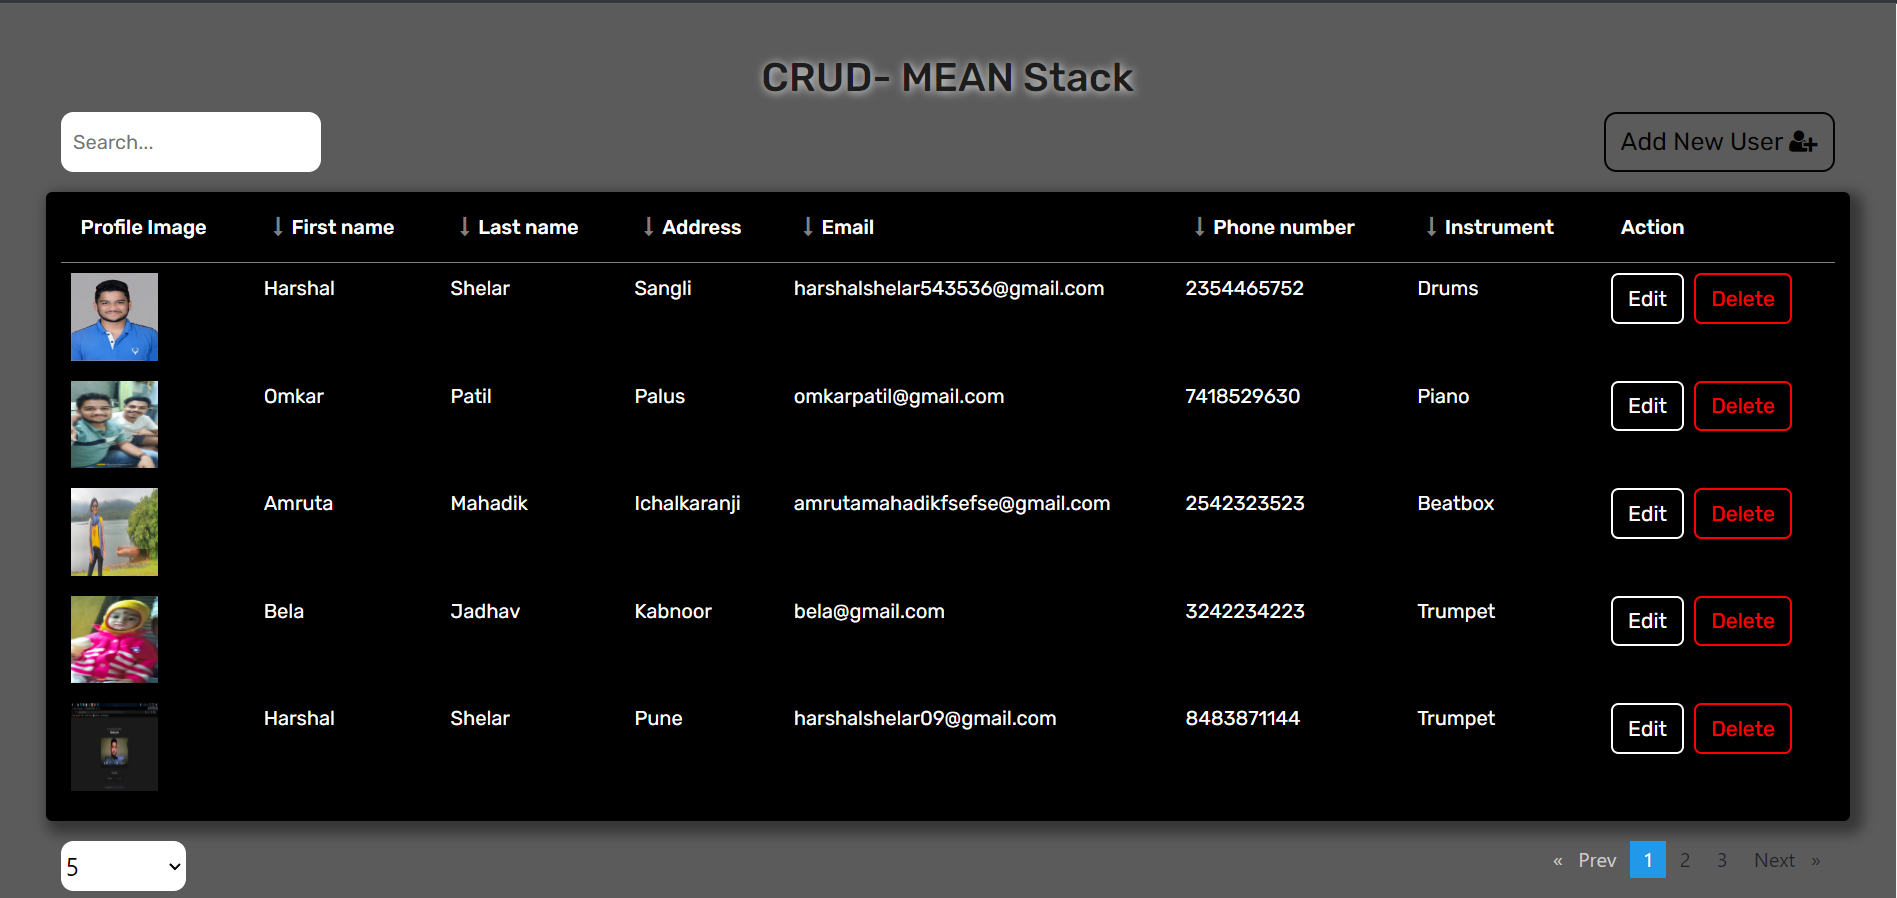 CRUD- MEAN Stack
Search...
Add New User
Profile Image ↓ First name ↓ Last name ↓ Address ↓ Email ↓ Phone number ↓ Instrument Action
Harshal Shelar Sangli harshalshelar543536@gmail.com 2354465752 Drums Edit Delete
Omkar Patil Palus omkarpatil@gmail.com 7418529630 Piano Edit Delete
Amruta Mahadik Ichalkaranji amrutamahadikfsefse@gmail.com 2542323523 Beatbox Edit Delete
Bela Jadhav Kabnoor bela@gmail.com 3242234223 Trumpet Edit Delete
Harshal Shelar Pune harshalshelar09@gmail.com 8483871144 Trumpet Edit Delete
5
« Prev 1 2 3 Next »